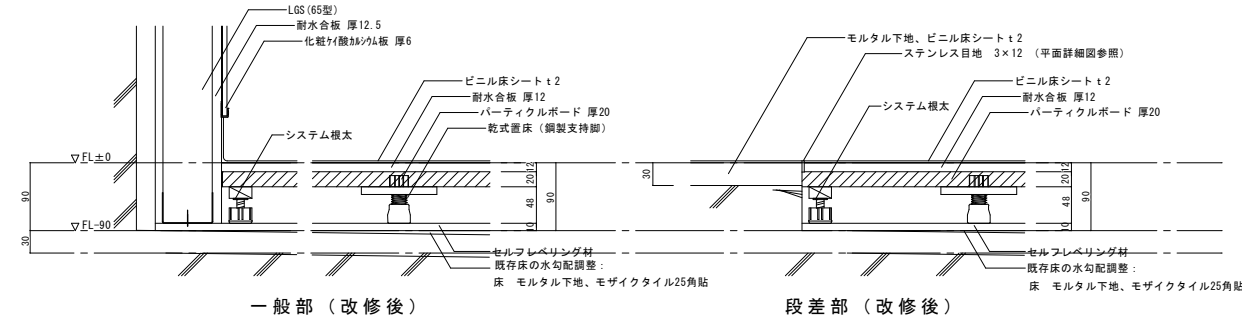 LGS(65型)
耐水合板 厚12.5
化粧ケイ酸カルシウム板 厚6
ビニル床シートt2
耐水合板 厚12
パーティクルボード 厚20
乾式置床(鋼製支持脚)
システム根太
▽FL±0
▽FL-90
90
30
12
20
48
10
90
セルフレベリング材
既存床の水勾配調整:
床 モルタル下地、モザイクタイル25角貼
一般部(改修後)
モルタル下地、ビニル床シートt2
ステンレス目地 3×12 (平面詳細図参照)
ビニル床シートt2
耐水合板 厚12
パーティクルボード 厚20
システム根太
30
12
20
48
10
90
セルフレベリング材
既存床の水勾配調整:
床 モルタル下地、モザイクタイル25角貼
段差部(改修後)